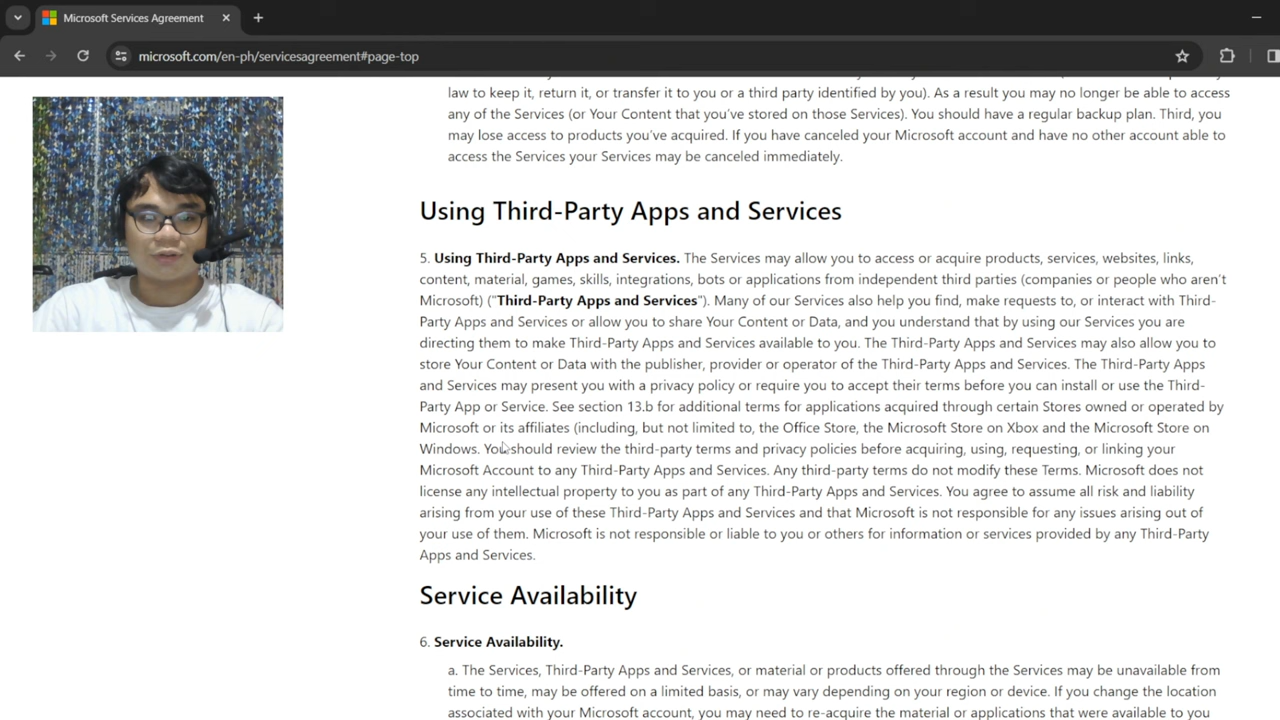 Microsoft Services Agreement
microsoft.com/en-ph/servicesagreement#page-top
law to keep it, return it, or transfer it to you or a third party identified by you). As a result you may no longer be able to access
any of the Services (or Your Content that you've stored on those Services). You should have a regular backup plan. Third, you
may lose access to products you've acquired. If you have canceled your Microsoft account and have no other account able to
access the Services your Services may be canceled immediately.
Using Third-Party Apps and Services
5. Using Third-Party Apps and Services. The Services may allow you to access or acquire products, services, websites, links,
content, material, games, skills, integrations, bots or applications from independent third parties (companies or people who aren't
Microsoft) ("Third-Party Apps and Services"). Many of our Services also help you find, make requests to, or interact with Third-
Party Apps and Services or allow you to share Your Content or Data, and you understand that by using our Services you are
directing them to make Third-Party Apps and Services available to you. The Third-Party Apps and Services may also allow you to
store Your Content or Data with the publisher, provider or operator of the Third-Party Apps and Services. The Third-Party Apps
and Services may present you with a privacy policy or require you to accept their terms before you can install or use the Third-
Party App or Service. See section 13.b for additional terms for applications acquired through certain Stores owned or operated by
Microsoft or its affiliates (including, but not limited to, the Office Store, the Microsoft Store on Xbox and the Microsoft Store on
Windows. You should review the third-party terms and privacy policies before acquiring, using, requesting, or linking your
Microsoft Account to any Third-Party Apps and Services. Any third-party terms do not modify these Terms. Microsoft does not
license any intellectual property to you as part of any Third-Party Apps and Services. You agree to assume all risk and liability
arising from your use of these Third-Party Apps and Services and that Microsoft is not responsible for any issues arising out of
your use of them. Microsoft is not responsible or liable to you or others for information or services provided by any Third-Party
Apps and Services.
Service Availability
6. Service Availability.
a. The Services, Third-Party Apps and Services, or material or products offered through the Services may be unavailable from
time to time, may be offered on a limited basis, or may vary depending on your region or device. If you change the location
associated with your Microsoft account, you may need to re-acquire the material or applications that were available to you